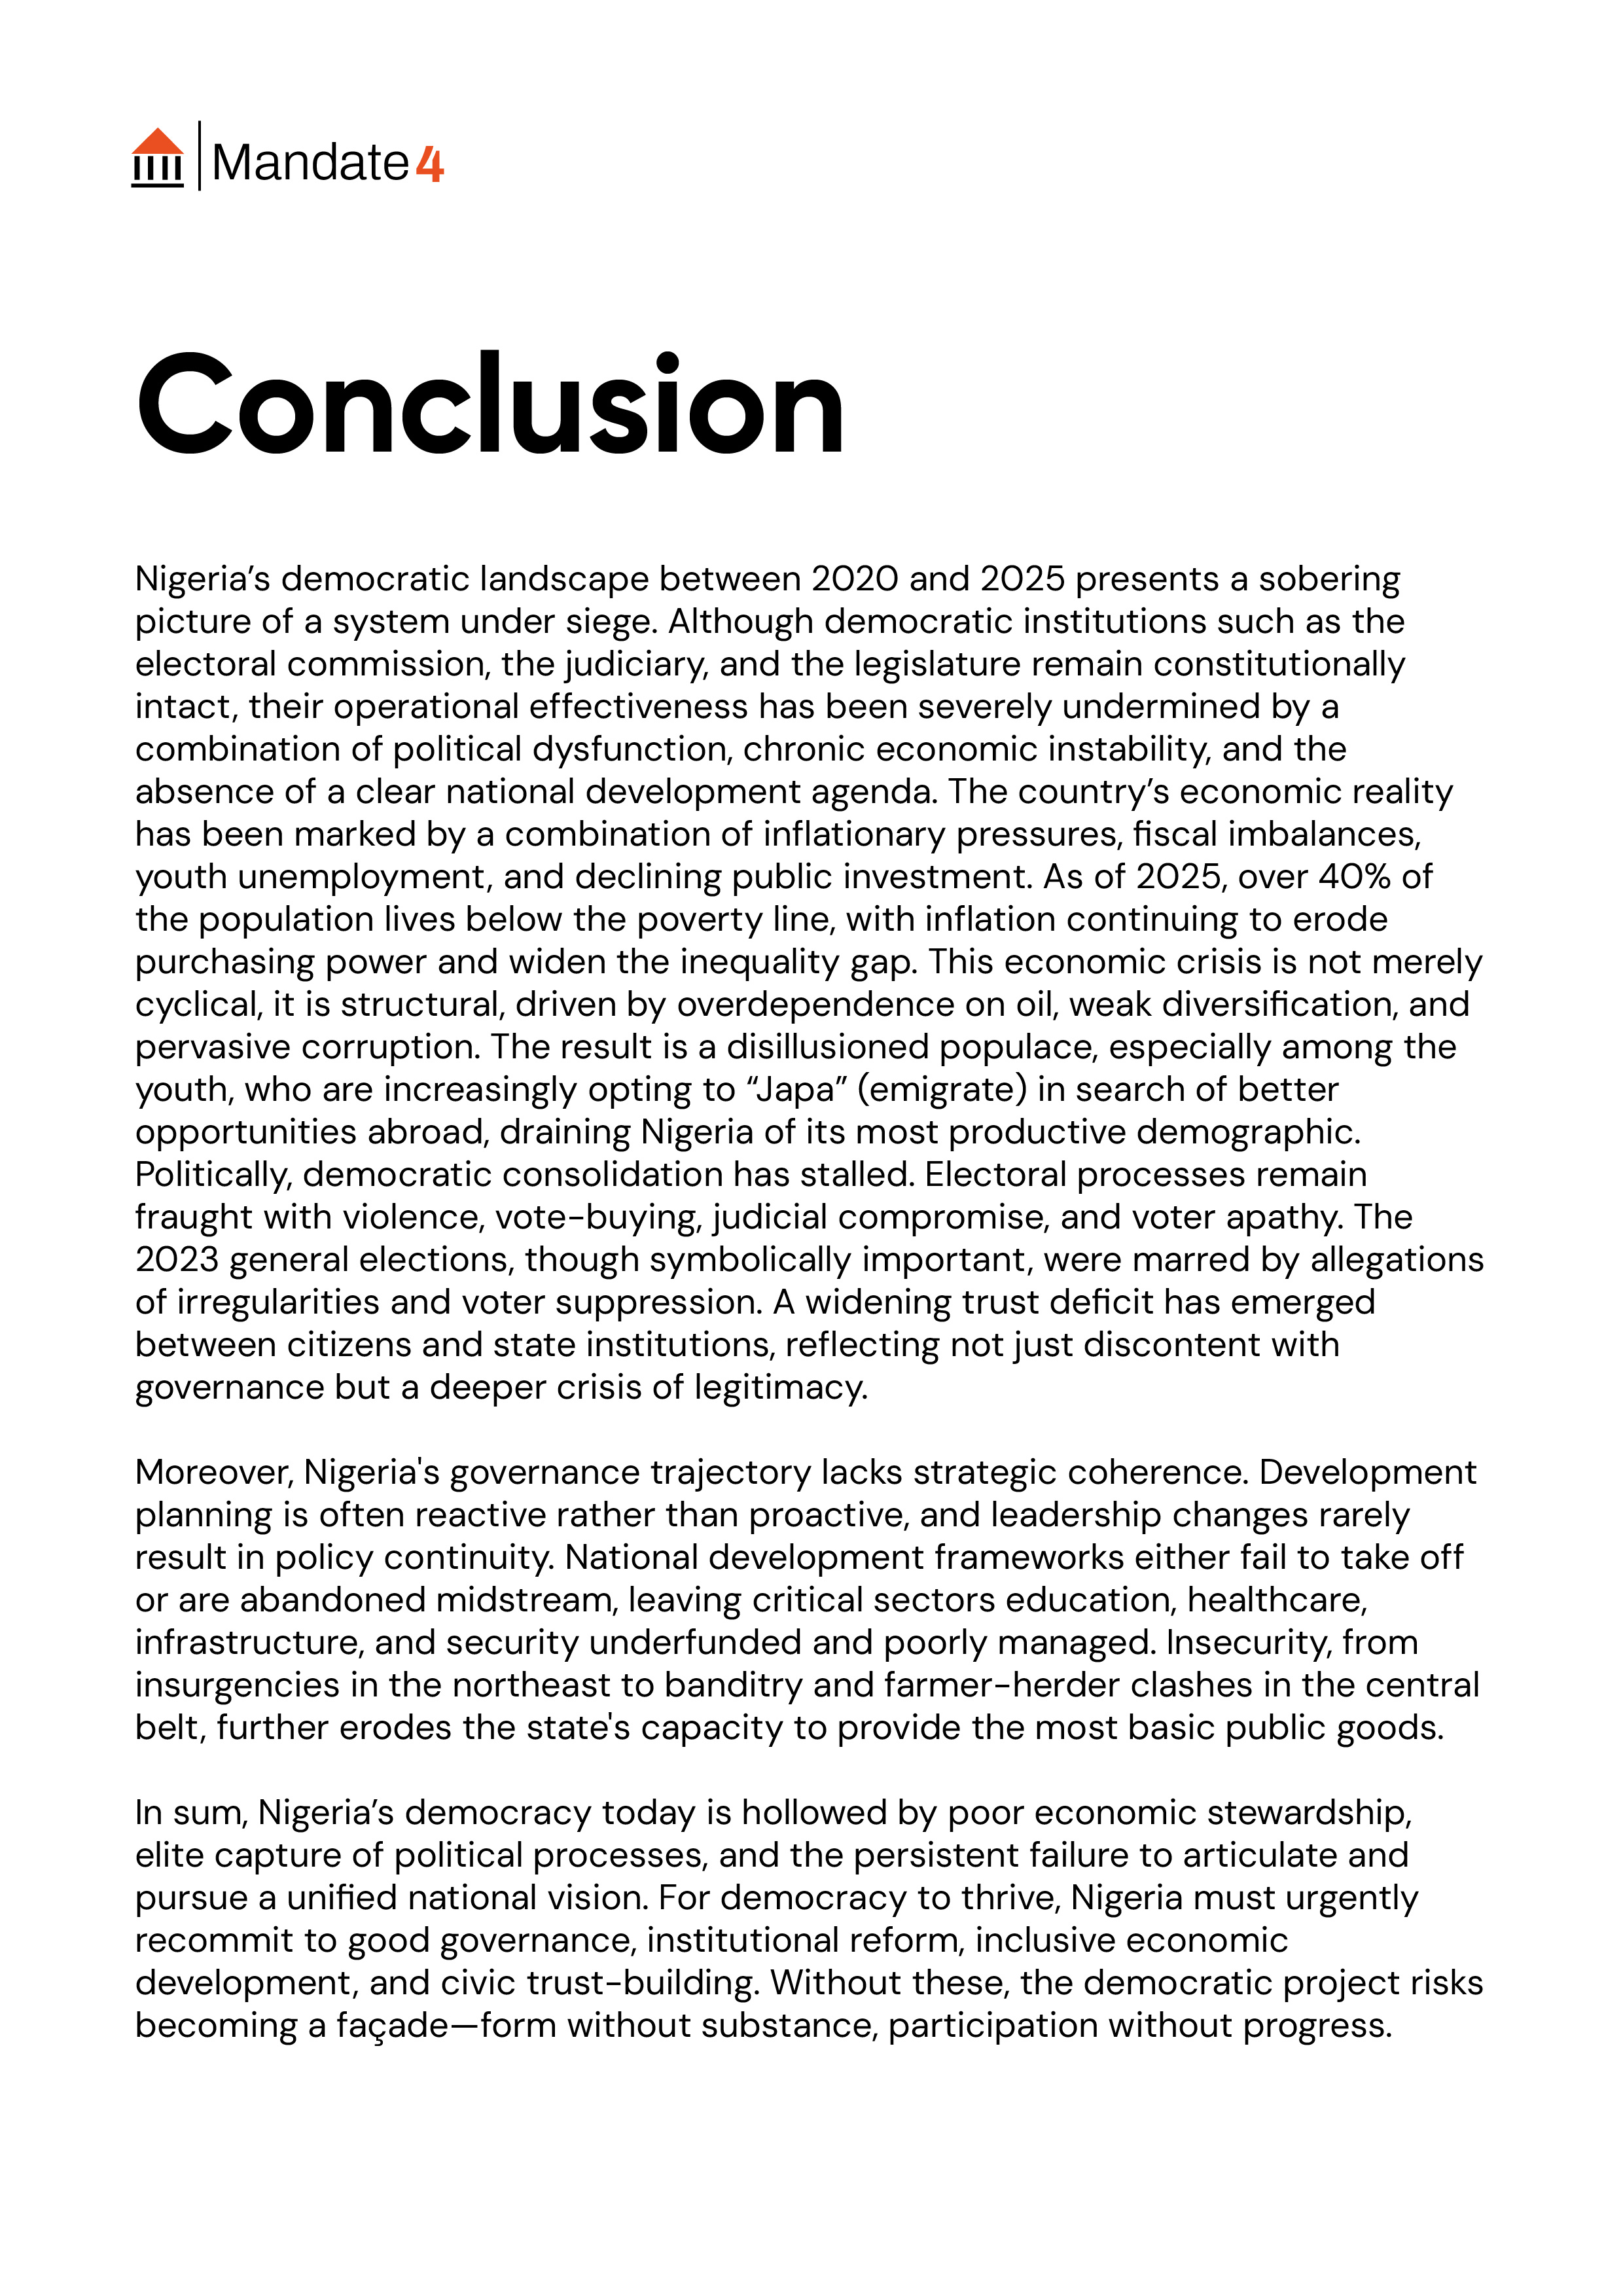 Mandate4
Conclusion
Nigeria’s democratic landscape between 2020 and 2025 presents a sobering
picture of a system under siege. Although democratic institutions such as the
electoral commission, the judiciary, and the legislature remain constitutionally
intact, their operational effectiveness has been severely undermined by a
combination of political dysfunction, chronic economic instability, and the
absence of a clear national development agenda. The country’s economic reality
has been marked by a combination of inflationary pressures, fiscal imbalances,
youth unemployment, and declining public investment. As of 2025, over 40% of
the population lives below the poverty line, with inflation continuing to erode
purchasing power and widen the inequality gap. This economic crisis is not merely
cyclical, it is structural, driven by overdependence on oil, weak diversification, and
pervasive corruption. The result is a disillusioned populace, especially among the
youth, who are increasingly opting to “Japa” (emigrate) in search of better
opportunities abroad, draining Nigeria of its most productive demographic.
Politically, democratic consolidation has stalled. Electoral processes remain
fraught with violence, vote-buying, judicial compromise, and voter apathy. The
2023 general elections, though symbolically important, were marred by allegations
of irregularities and voter suppression. A widening trust deficit has emerged
between citizens and state institutions, reflecting not just discontent with
governance but a deeper crisis of legitimacy.
Moreover, Nigeria's governance trajectory lacks strategic coherence. Development
planning is often reactive rather than proactive, and leadership changes rarely
result in policy continuity. National development frameworks either fail to take off
or are abandoned midstream, leaving critical sectors education, healthcare,
infrastructure, and security underfunded and poorly managed. Insecurity, from
insurgencies in the northeast to banditry and farmer-herder clashes in the central
belt, further erodes the state's capacity to provide the most basic public goods.
In sum, Nigeria’s democracy today is hollowed by poor economic stewardship,
elite capture of political processes, and the persistent failure to articulate and
pursue a unified national vision. For democracy to thrive, Nigeria must urgently
recommit to good governance, institutional reform, inclusive economic
development, and civic trust-building. Without these, the democratic project risks
becoming a façade—form without substance, participation without progress.